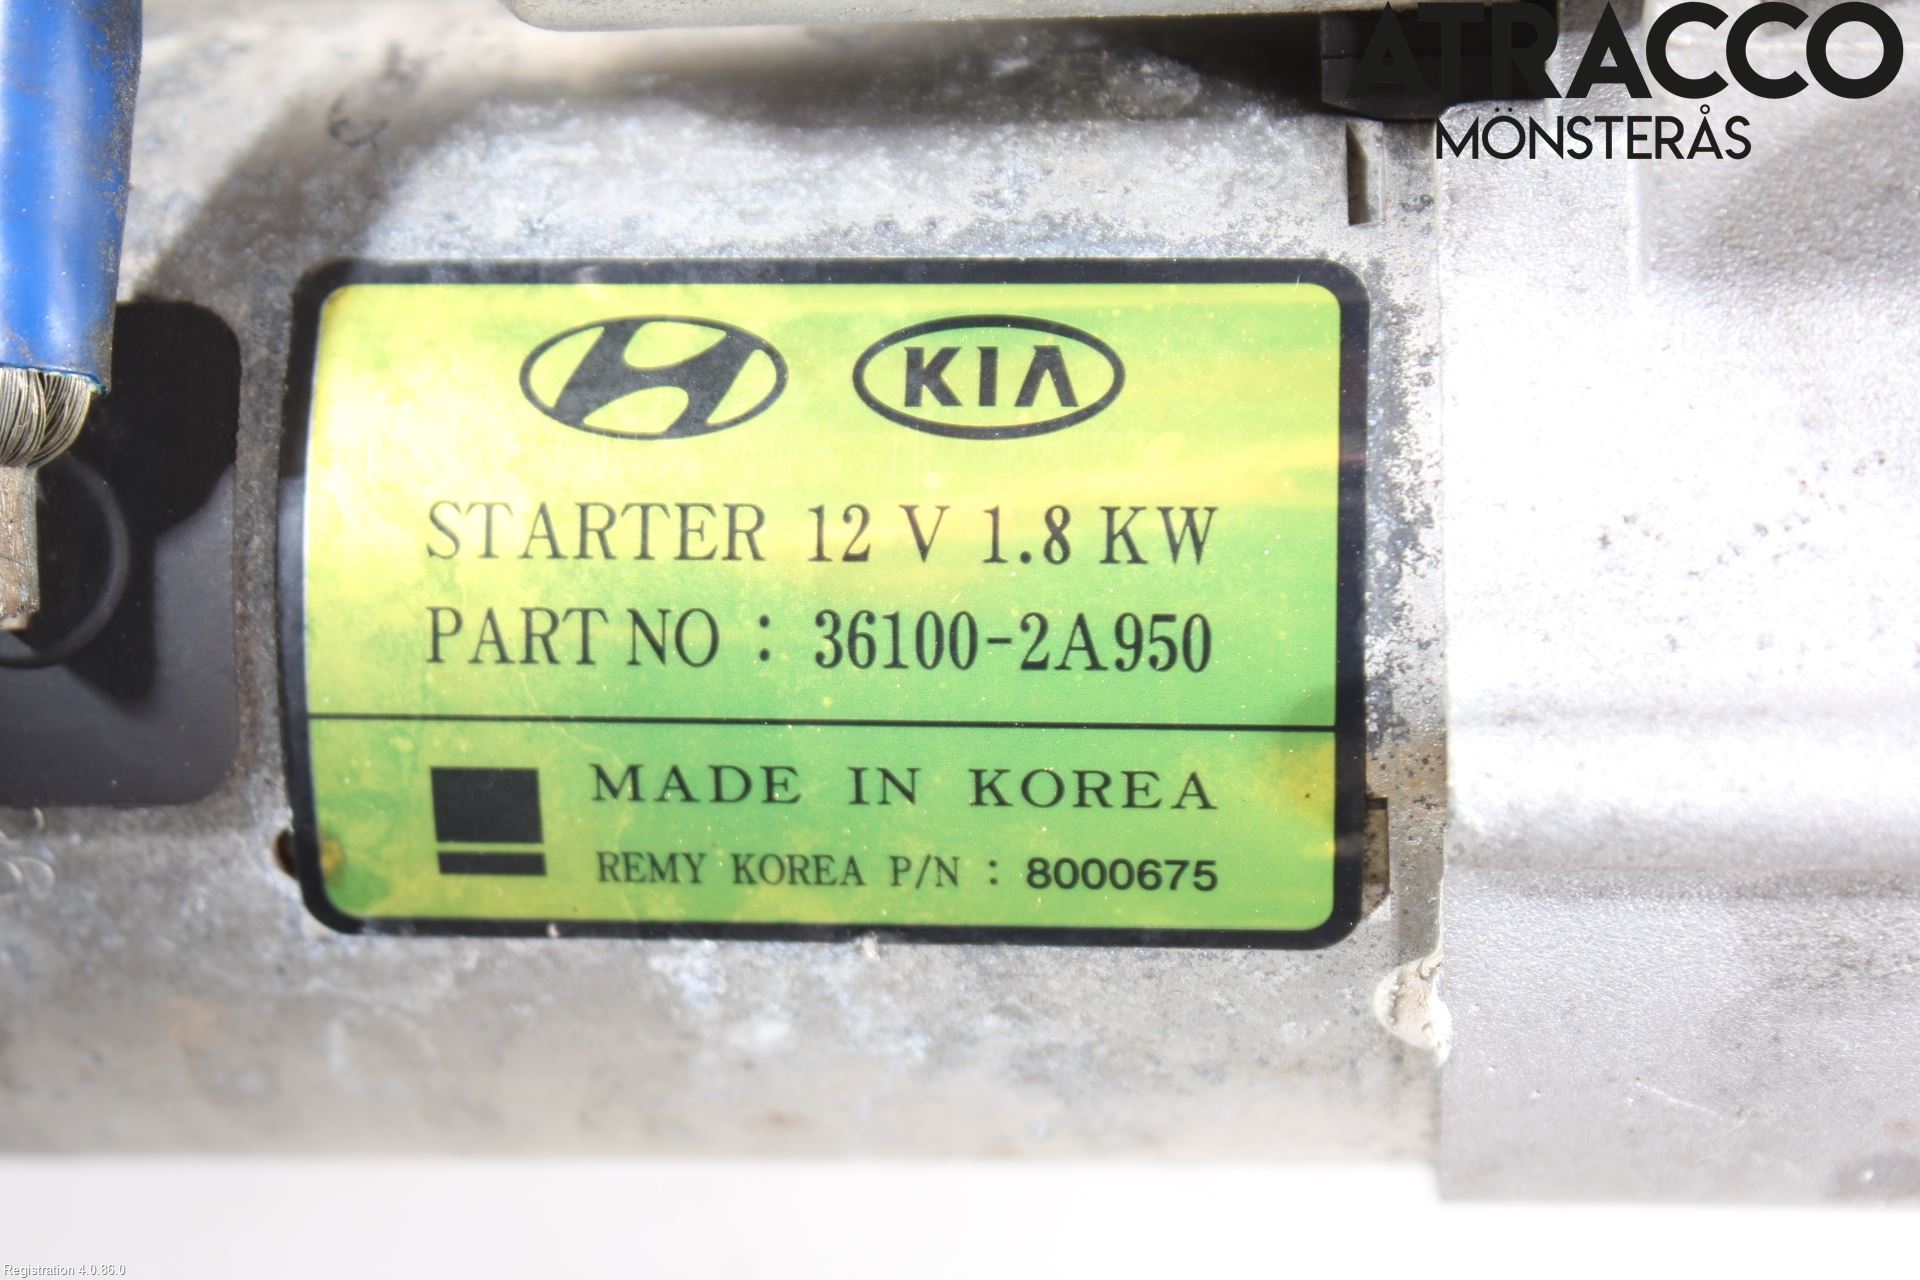 ATRACCO
MÖNSTERÅS
KIA
STARTER 12 V 1.8 KW
PART NO : 36100-2A950
MADE IN KOREA
REMY KOREA P/N : 8000675
Registration 4.0.86.0